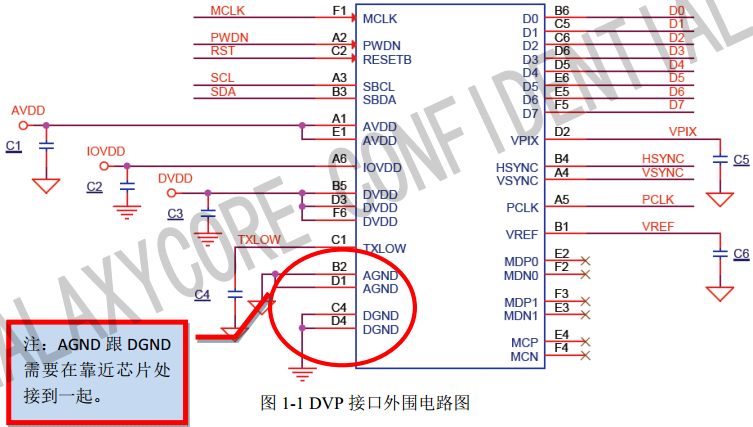 MCLK F1 MCLK D0 B6 D0
D1 C5 D1
PWDN A2 PWDN D2 C6 D2
RST C2 RESETB D3 D6 D3
D4 D5 D4
SCL A3 SBCL D5 E6 D5
SDA B3 SBDA D6 E5 D6
D7 F5 D7
AVDD A1 AVDD
E1 AVDD VPIX D2 VPIX
C1 C5
IOVDD A6 IOVDD HSYNC B4 HSYNC
VSYNC A4 VSYNC
C2
DVDD B5 DVDD
D3 DVDD PCLK A5 PCLK
C3 F6 DVDD
VREF B1 VREF
TXLOW C1 TXLOW
C6
B2 AGND MDP0 E2
D1 AGND MDN0 F2
C4
C4 DGND MDP1 F3
D4 DGND MDN1 E3
MCP E4
MCN F4
注：AGND 跟 DGND
需要在靠近芯片处
接到一起。
图 1-1 DVP 接口外围电路图
ALAXYCORE CONFIDENTIAL